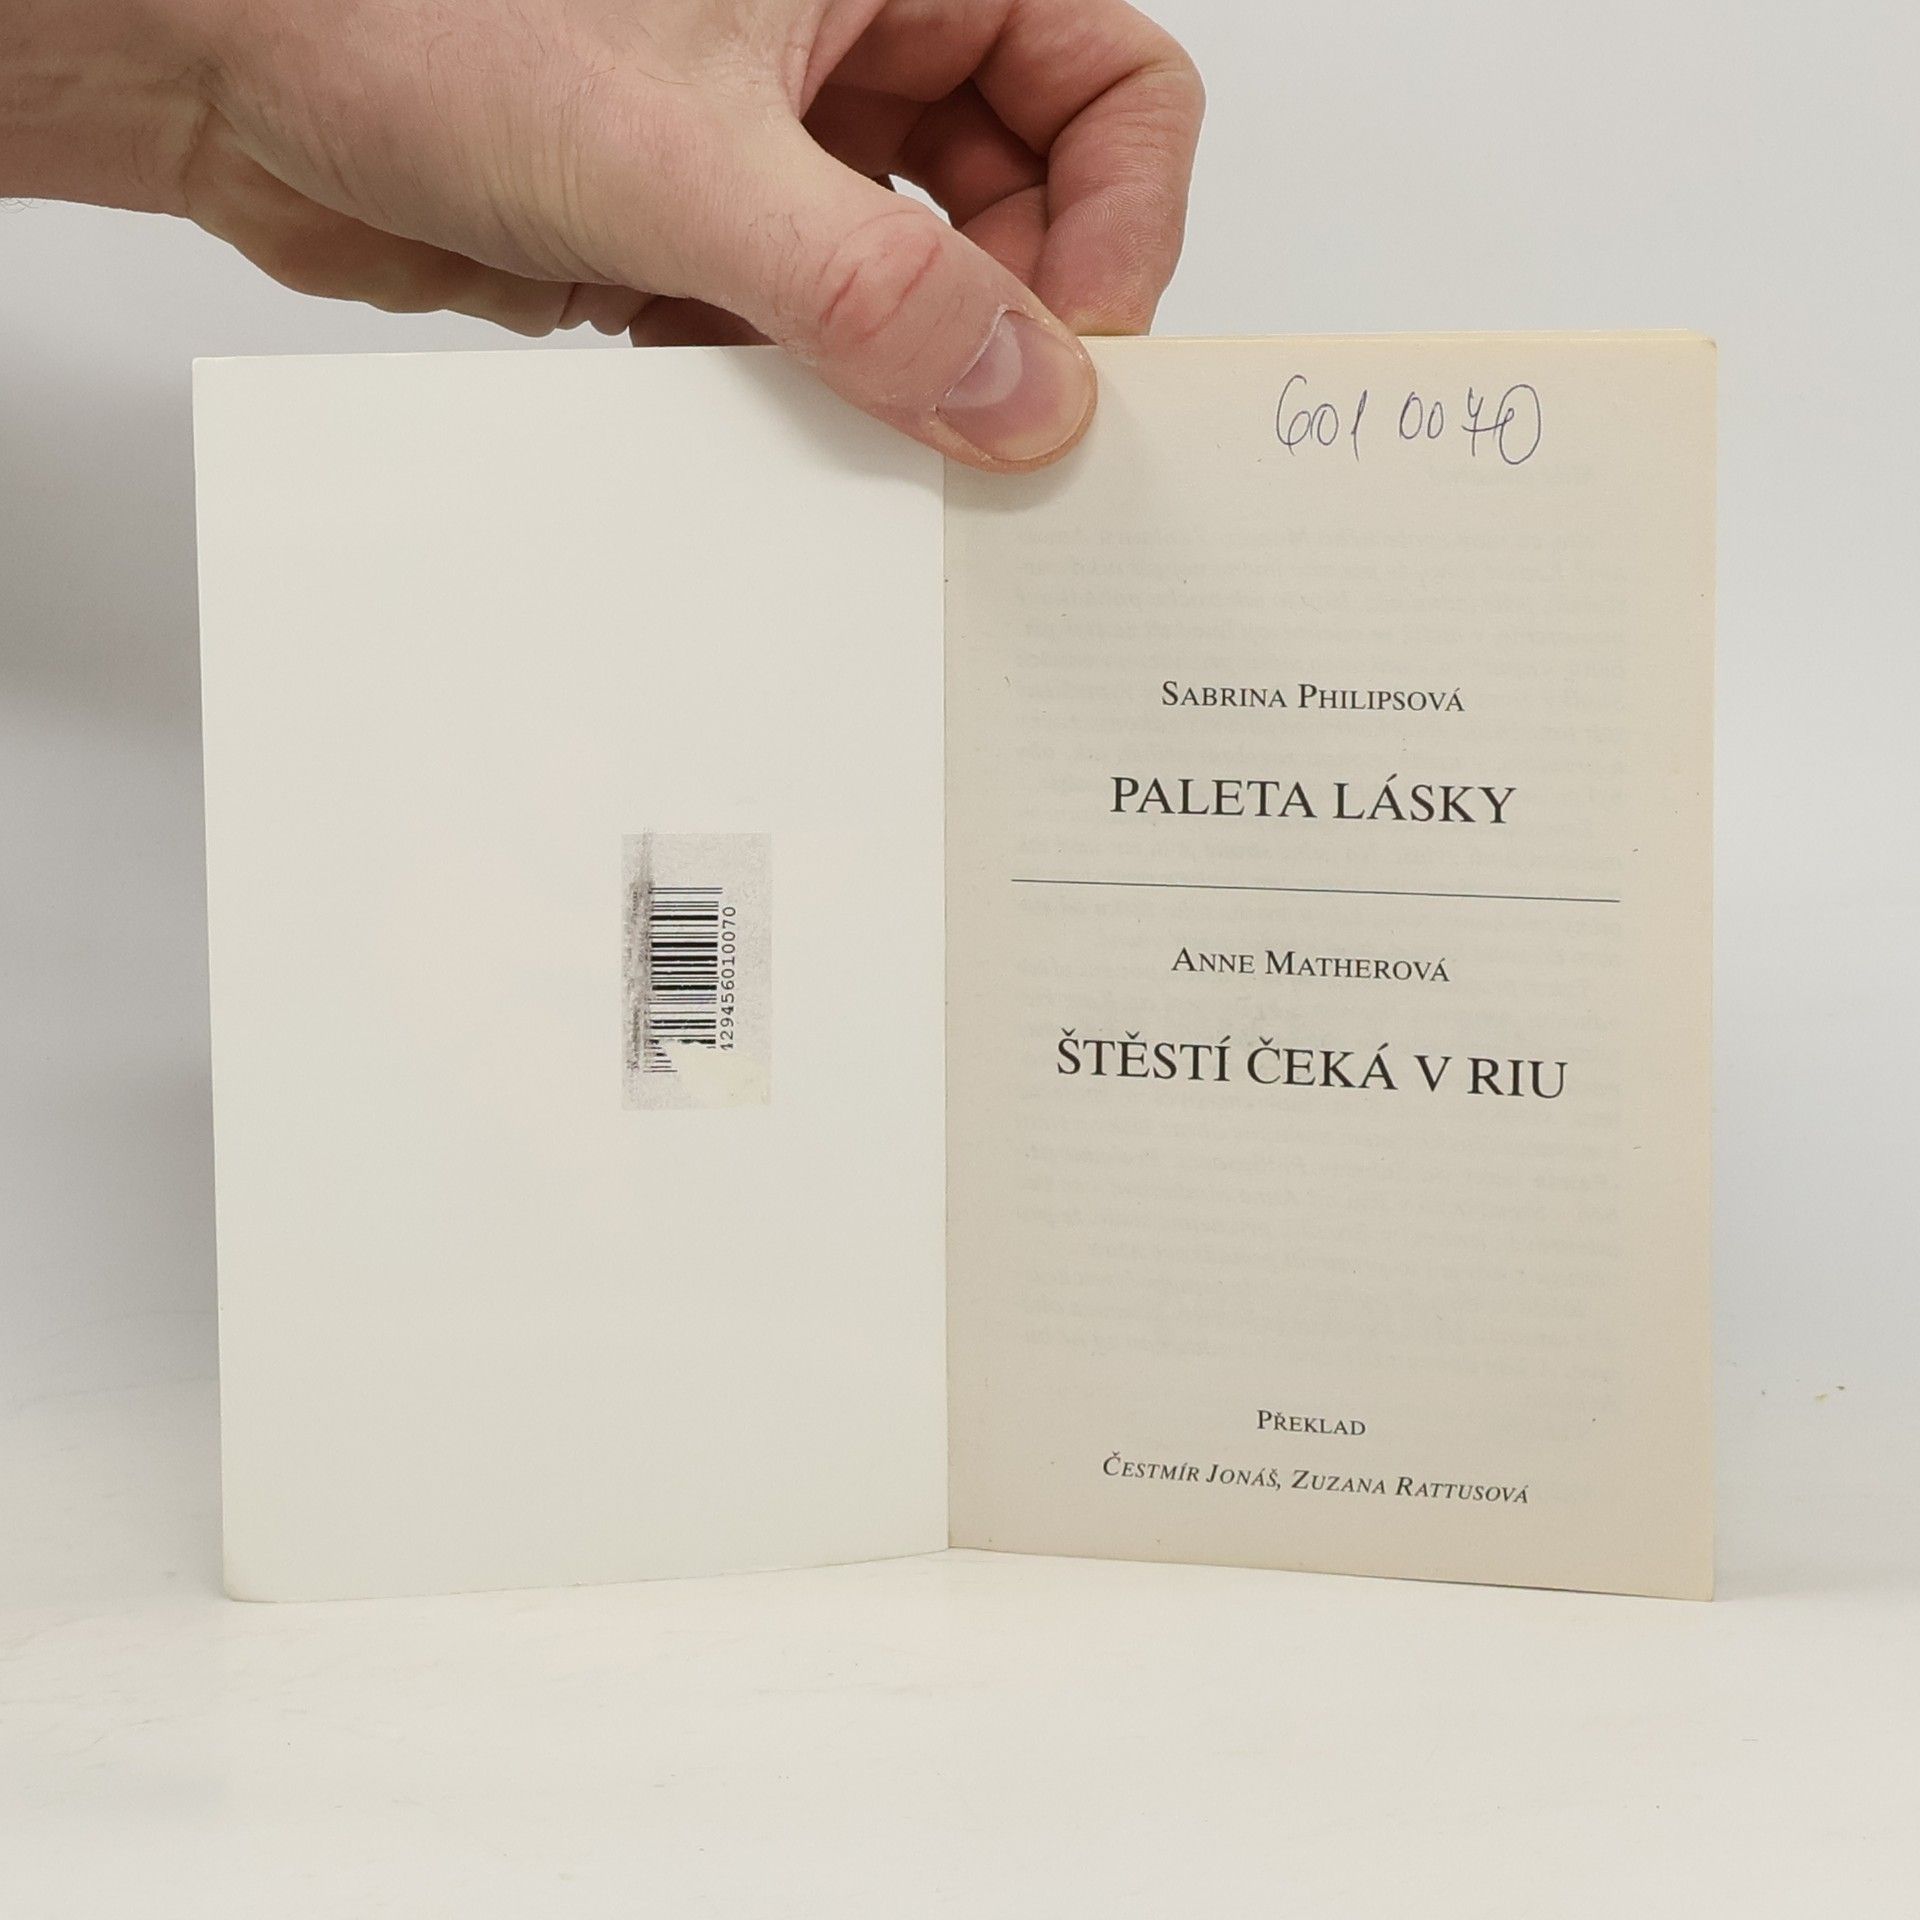 129456010070
601 0070
SABRINA PHILIPSOVÁ
PALETA LÁSKY
ANNE MATHEROVÁ
ŠTĚSTÍ ČEKÁ V RIU
PŘEKLAD
ČESTMÍR JONÁŠ, ZUZANA RATTUSOVÁ